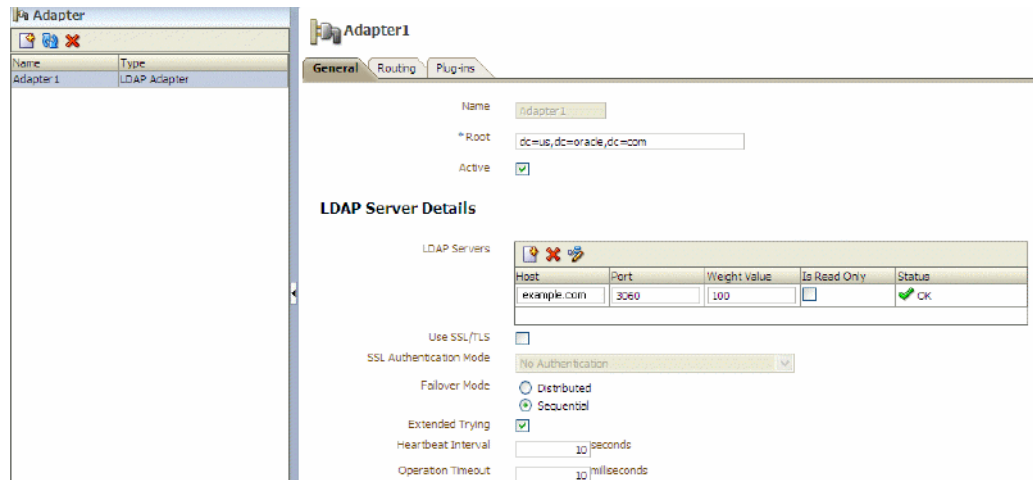 Adapter
Name Type
Adapter1 LDAP Adapter
Adapter1
General Routing Plug-ins
Name Adapter1
*Root dc=us,dc=oracle,dc=com
Active
LDAP Server Details
LDAP Servers
Host Port Weight Value Is Read Only Status
example.com 3060 100 OK
Use SSL/TLS
SSL Authentication Mode No Authentication
Failover Mode Distributed
Sequential
Extended Trying
Heartbeat Interval 10 seconds
Operation Timeout 10 milliseconds